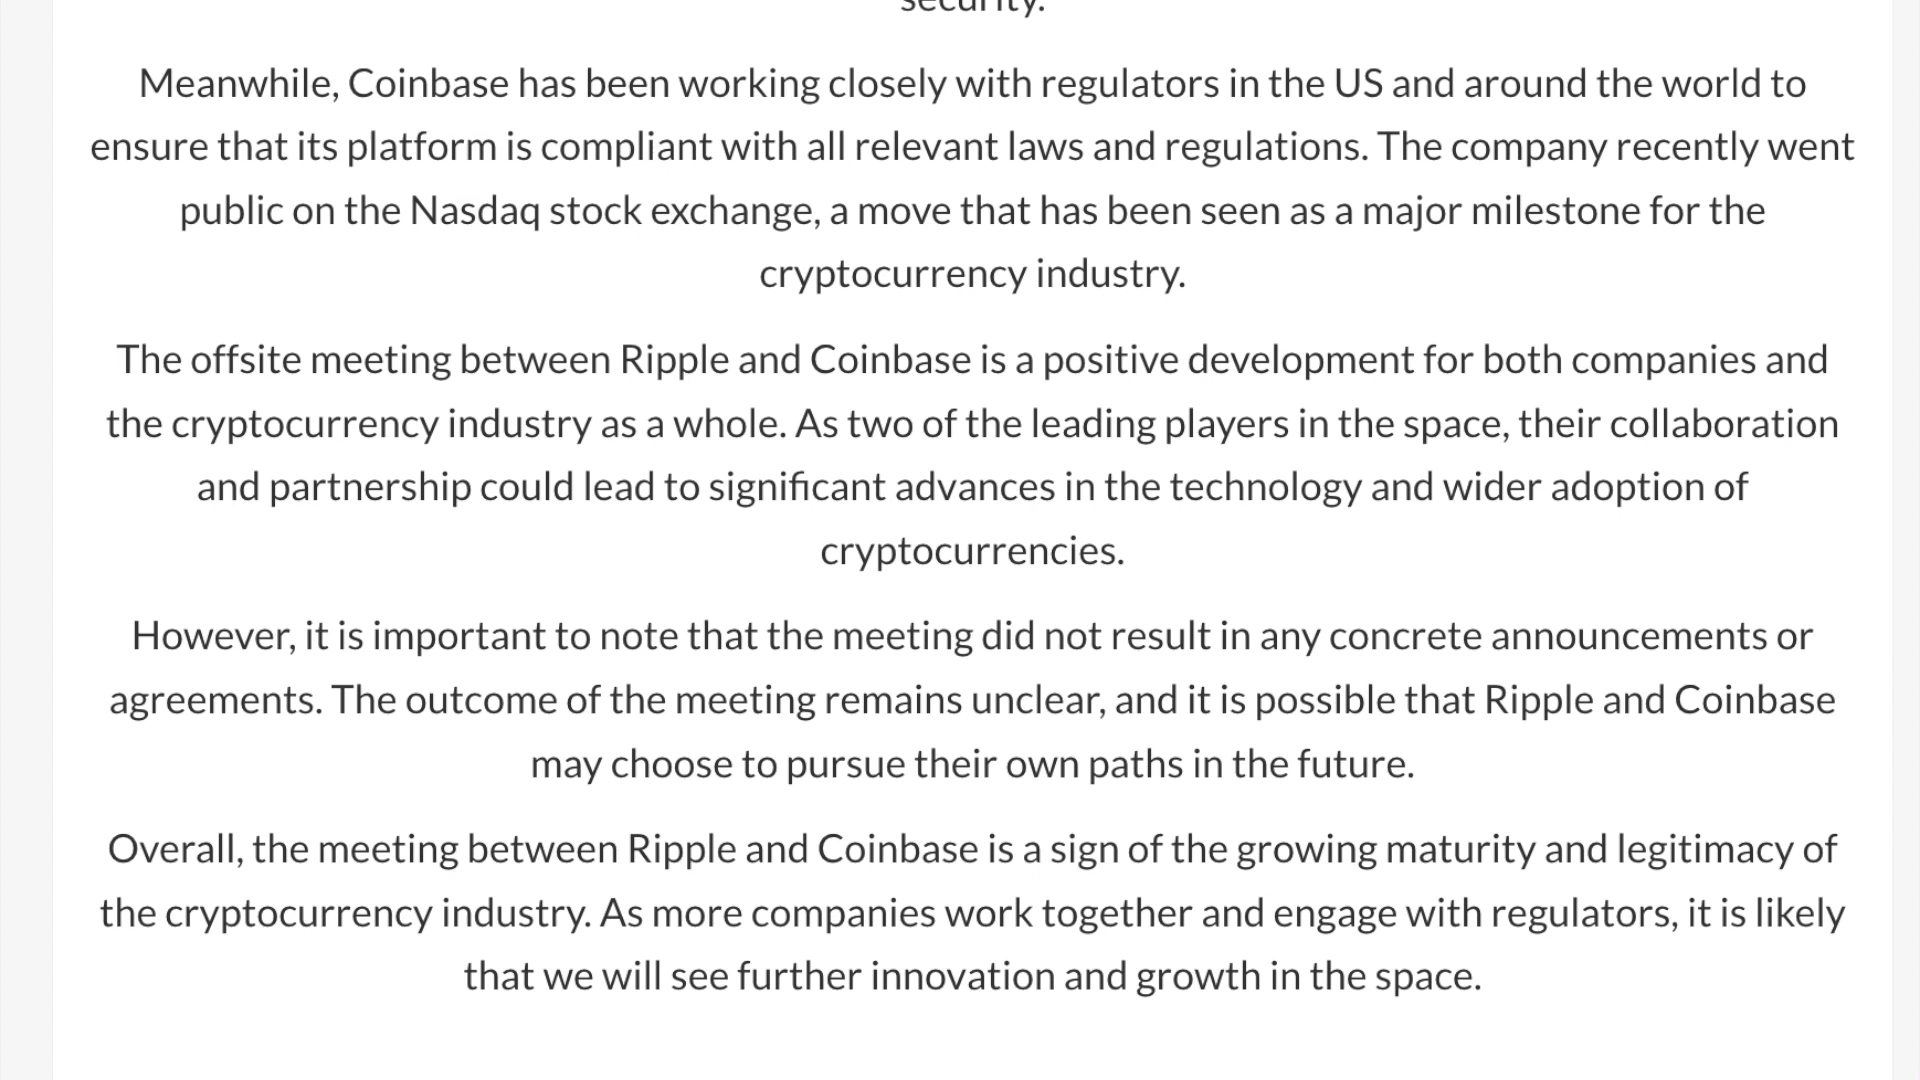 security.
Meanwhile, Coinbase has been working closely with regulators in the US and around the world to
ensure that its platform is compliant with all relevant laws and regulations. The company recently went
public on the Nasdaq stock exchange, a move that has been seen as a major milestone for the
cryptocurrency industry.
The offsite meeting between Ripple and Coinbase is a positive development for both companies and
the cryptocurrency industry as a whole. As two of the leading players in the space, their collaboration
and partnership could lead to significant advances in the technology and wider adoption of
cryptocurrencies.
However, it is important to note that the meeting did not result in any concrete announcements or
agreements. The outcome of the meeting remains unclear, and it is possible that Ripple and Coinbase
may choose to pursue their own paths in the future.
Overall, the meeting between Ripple and Coinbase is a sign of the growing maturity and legitimacy of
the cryptocurrency industry. As more companies work together and engage with regulators, it is likely
that we will see further innovation and growth in the space.